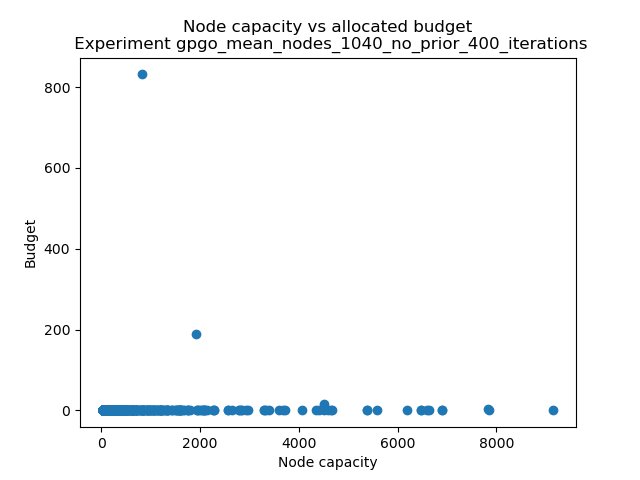 Node capacity vs allocated budget
Experiment gpgo_mean_nodes_1040_no_prior_400_iterations
800
600
400
200
0
Budget
0 2000 4000 6000 8000
Node capacity